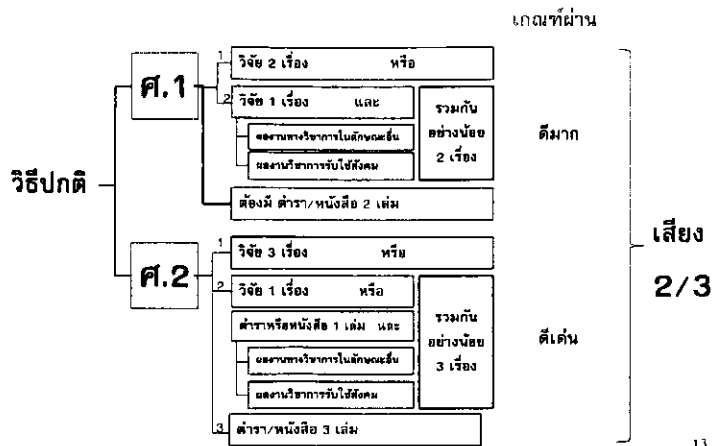 เกณฑ์ผ่าน
วิธีปกติ
ศ.1
1 วิจัย 2 เรื่อง หรือ
2 วิจัย 1 เรื่อง และ
ผลงานทางวิชาการในลักษณะอื่น
ผลงานวิชาการรับใช้สังคม
รวมกัน
อย่างน้อย
2 เรื่อง
ต้องมี ตำรา/หนังสือ 2 เล่ม
ดีมาก
ศ.2
1 วิจัย 3 เรื่อง หรือ
2 วิจัย 1 เรื่อง หรือ
ตำราหรือหนังสือ 1 เล่ม และ
ผลงานทางวิชาการในลักษณะอื่น
ผลงานวิชาการรับใช้สังคม
รวมกัน
อย่างน้อย
3 เรื่อง
3 ตำรา/หนังสือ 3 เล่ม
ดีเด่น
เสียง
2/3
13